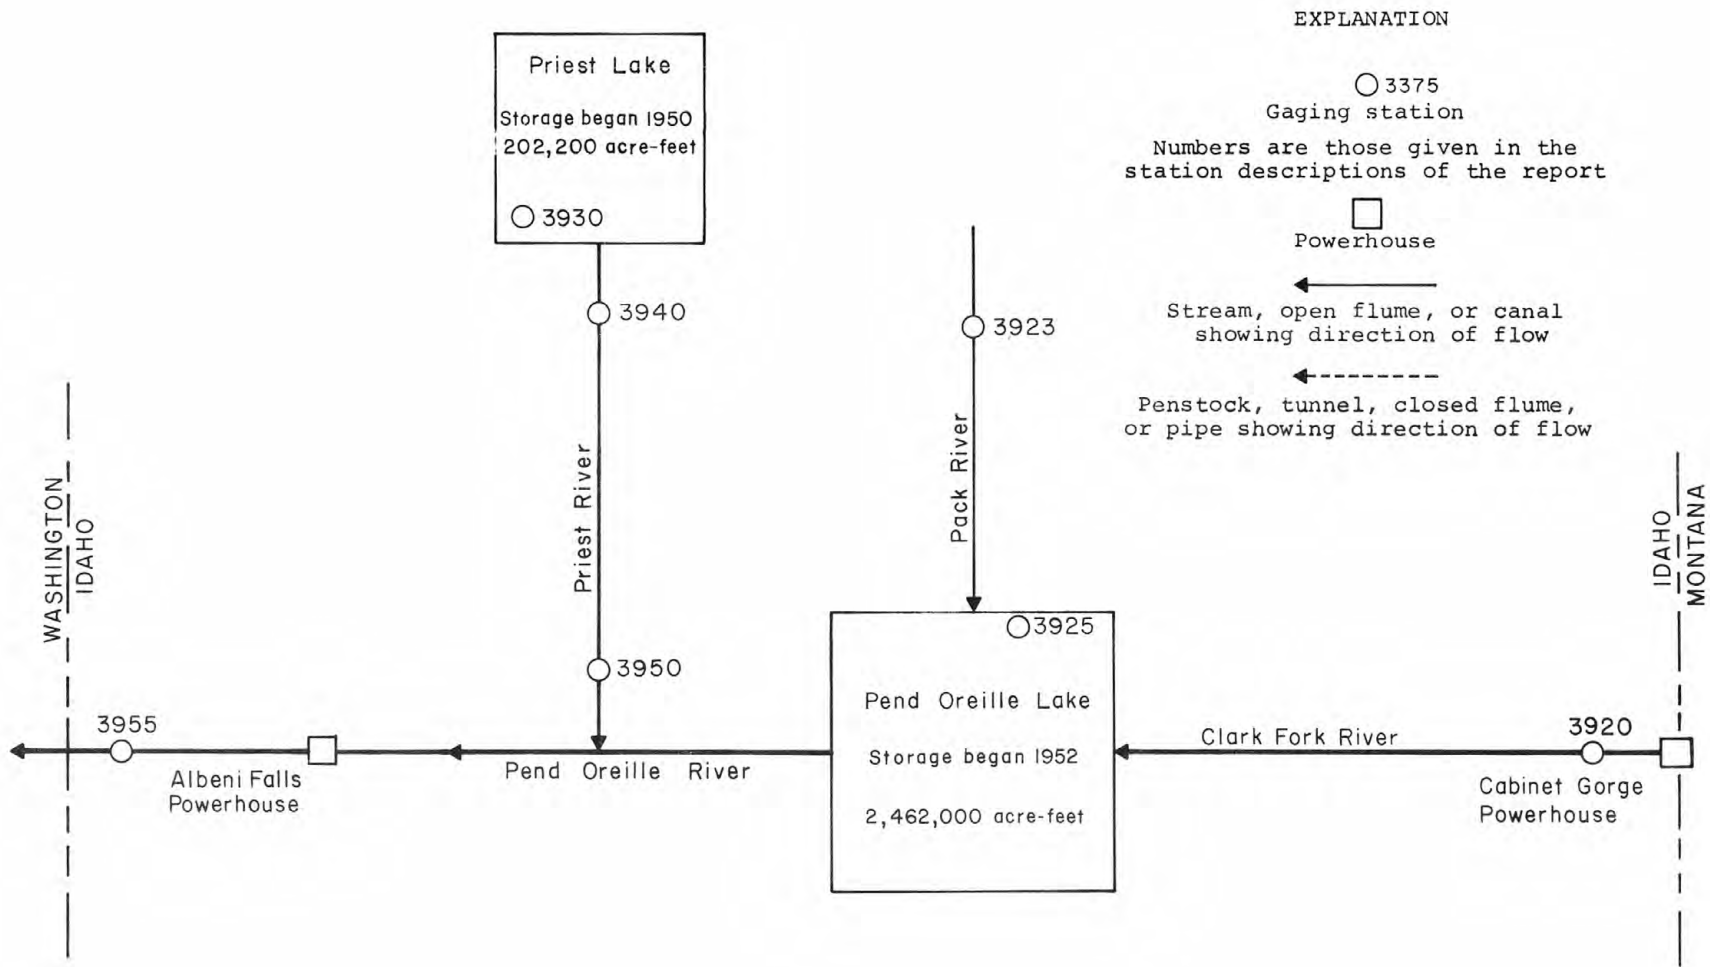 EXPLANATION
3375
Gaging station
Numbers are those given in the
station descriptions of the report
Powerhouse
Stream, open flume, or canal
showing direction of flow
Penstock, tunnel, closed flume,
or pipe showing direction of flow
Priest Lake
Storage began 1950
202,200 acre-feet
3930
3940
3923
Priest River
Pack River
WASHINGTON
IDAHO
IDAHO
MONTANA
3950
3925
Pend Oreille Lake
Storage began 1952
2,462,000 acre-feet
3955
Albeni Falls
Powerhouse
Pend Oreille River
Clark Fork River
3920
Cabinet Gorge
Powerhouse